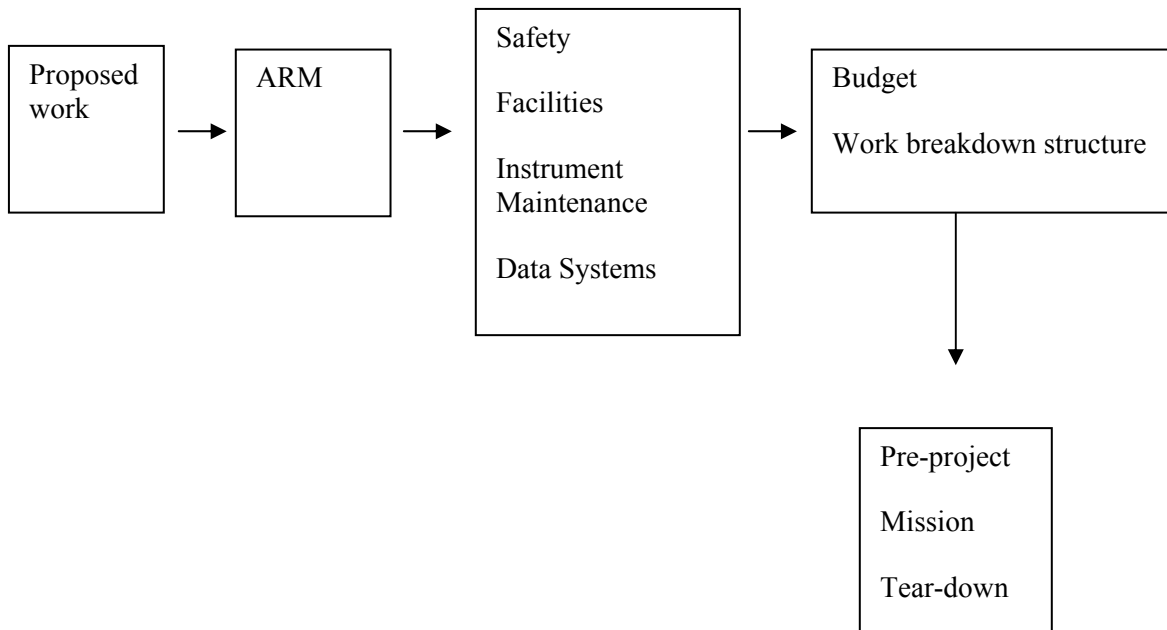 Proposed
work
ARM
Safety
Facilities
Instrument
Maintenance
Data Systems
Budget
Work breakdown structure
Pre-project
Mission
Tear-down